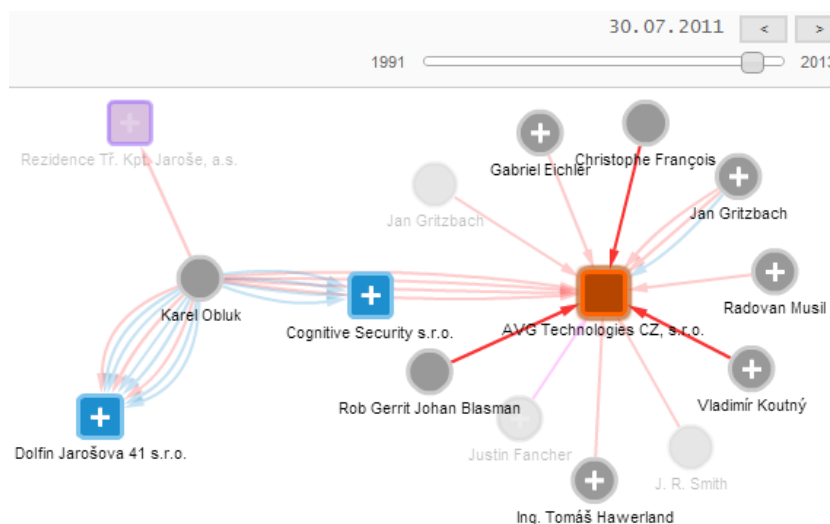 30.07.2011 < >
1991 2013
Rezidence Tř. Kpt. Jaroše, a.s.
Gabriel Eichler
Christophe François
Jan Gritzbach
Jan Gritzbach
Karel Obluk
Cognitive Security s.r.o.
AVG Technologies CZ, s.r.o.
Radovan Musil
Rob Gerrit Johan Blasman
Vladimír Koutný
Dolfin Jarošova 41 s.r.o.
Justin Fancher
J. R. Smith
Ing. Tomáš Hawerland